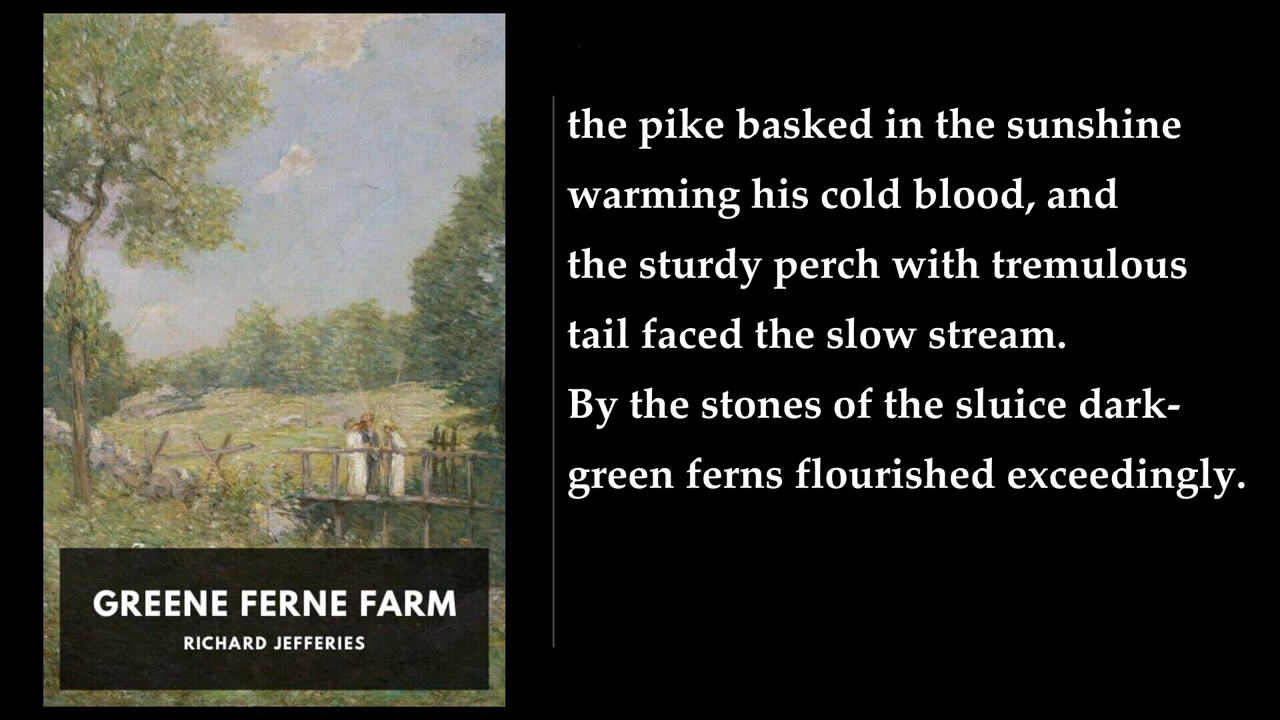 GREENE FERNE FARM
RICHARD JEFFERIES
the pike basked in the sunshine
warming his cold blood, and
the sturdy perch with tremulous
tail faced the slow stream.
By the stones of the sluice dark-
green ferns flourished exceedingly.